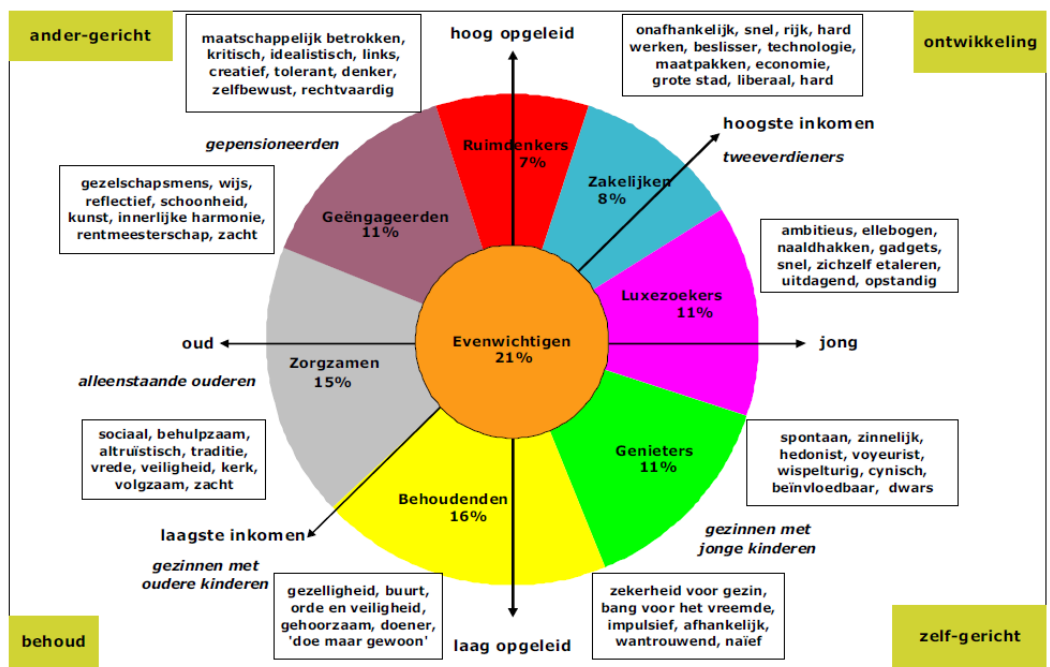 ander-gericht
maatschappelijk betrokken,
kritisch, idealistisch, links,
creatief, tolerant, denker,
zelfbewust, rechtvaardig
hoog opgeleid
onafhankelijk, snel, rijk, hard
werken, beslisser, technologie,
maatpakken, economie,
grote stad, liberaal, hard
ontwikkeling
gepensioneerden
Ruimdenkers
7%
hoogste inkomen
tweeverdieners
Zakelijken
8%
gezelschapsmens, wijs,
reflectief, schoonheid,
kunst, innerlijke harmonie,
rentmeesterschap, zacht
Geëngageerden
11%
ambitieus, ellebogen,
naaldhakken, gadgets,
snel, zichzelf etaleren,
uitdagend, opstandig
Luxezoekers
11%
oud
Evenwichtigen
21%
jong
alleenstaande ouderen
Zorgzamen
15%
sociaal, behulpzaam,
altruïstisch, traditie,
vrede, veiligheid, kerk,
volgzaam, zacht
Genieters
11%
spontaan, zinnelijk,
hedonist, voyeurist,
wispelturig, cynisch,
beïnvloedbaar, dwars
Behoudenden
16%
laagste inkomen
gezinnen met
oudere kinderen
gezinnen met
jonge kinderen
gezelligheid, buurt,
orde en veiligheid,
gehoorzaam, doener,
'doe maar gewoon'
zekerheid voor gezin,
bang voor het vreemde,
impulsief, afhankelijk,
wantrouwend, naïef
behoud
laag opgeleid
zelf-gericht